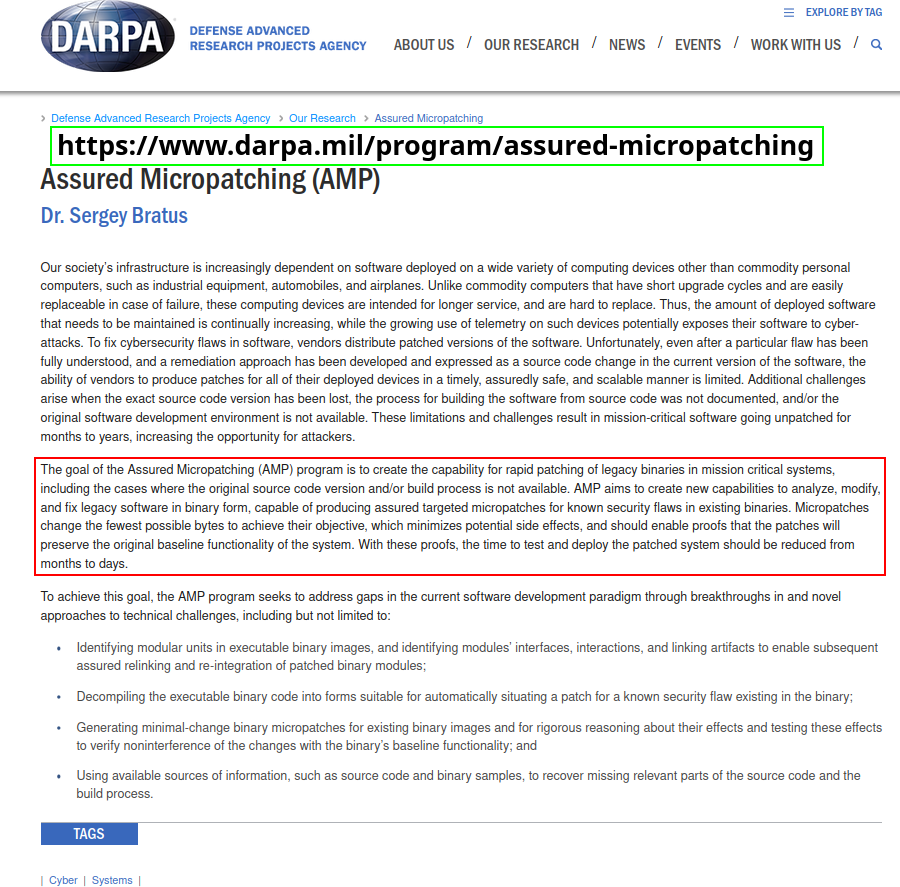 EXPLORE BY TAG
DARPA
DEFENSE ADVANCED
RESEARCH PROJECTS AGENCY
ABOUT US / OUR RESEARCH / NEWS / EVENTS / WORK WITH US /
› Defense Advanced Research Projects Agency › Our Research › Assured Micropatching
https://www.darpa.mil/program/assured-micropatching
Assured Micropatching (AMP)
Dr. Sergey Bratus
Our society’s infrastructure is increasingly dependent on software deployed on a wide variety of computing devices other than commodity personal
computers, such as industrial equipment, automobiles, and airplanes. Unlike commodity computers that have short upgrade cycles and are easily
replaceable in case of failure, these computing devices are intended for longer service, and are hard to replace. Thus, the amount of deployed software
that needs to be maintained is continually increasing, while the growing use of telemetry on such devices potentially exposes their software to cyber-
attacks. To fix cybersecurity flaws in software, vendors distribute patched versions of the software. Unfortunately, even after a particular flaw has been
fully understood, and a remediation approach has been developed and expressed as a source code change in the current version of the software, the
ability of vendors to produce patches for all of their deployed devices in a timely, assuredly safe, and scalable manner is limited. Additional challenges
arise when the exact source code version has been lost, the process for building the software from source code was not documented, and/or the
original software development environment is not available. These limitations and challenges result in mission-critical software going unpatched for
months to years, increasing the opportunity for attackers.
The goal of the Assured Micropatching (AMP) program is to create the capability for rapid patching of legacy binaries in mission critical systems,
including the cases where the original source code version and/or build process is not available. AMP aims to create new capabilities to analyze, modify,
and fix legacy software in binary form, capable of producing assured targeted micropatches for known security flaws in existing binaries. Micropatches
change the fewest possible bytes to achieve their objective, which minimizes potential side effects, and should enable proofs that the patches will
preserve the original baseline functionality of the system. With these proofs, the time to test and deploy the patched system should be reduced from
months to days.
To achieve this goal, the AMP program seeks to address gaps in the current software development paradigm through breakthroughs in and novel
approaches to technical challenges, including but not limited to:
• Identifying modular units in executable binary images, and identifying modules’ interfaces, interactions, and linking artifacts to enable subsequent
assured relinking and re-integration of patched binary modules;
• Decompiling the executable binary code into forms suitable for automatically situating a patch for a known security flaw existing in the binary;
• Generating minimal-change binary micropatches for existing binary images and for rigorous reasoning about their effects and testing these effects
to verify noninterference of the changes with the binary’s baseline functionality; and
• Using available sources of information, such as source code and binary samples, to recover missing relevant parts of the source code and the
build process.
TAGS
| Cyber | Systems |